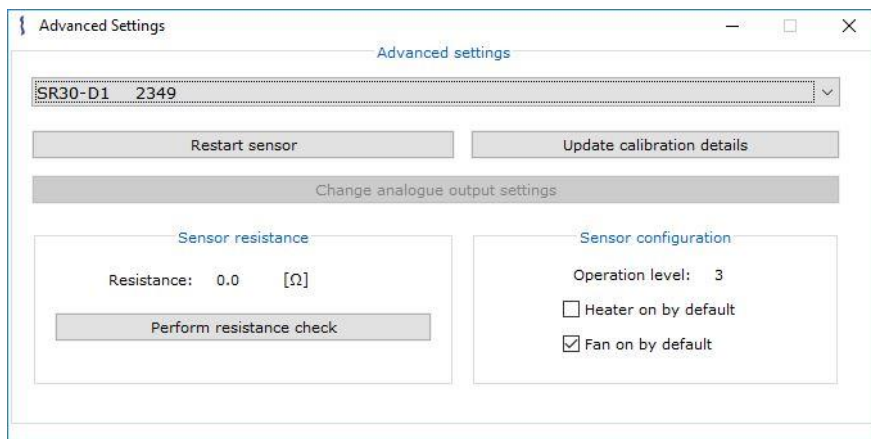 Advanced Settings
Advanced settings
SR30-D1 2349
Restart sensor
Update calibration details
Change analogue output settings
Sensor resistance
Resistance: 0.0 [Ω]
Perform resistance check
Sensor configuration
Operation level: 3
Heater on by default
Fan on by default